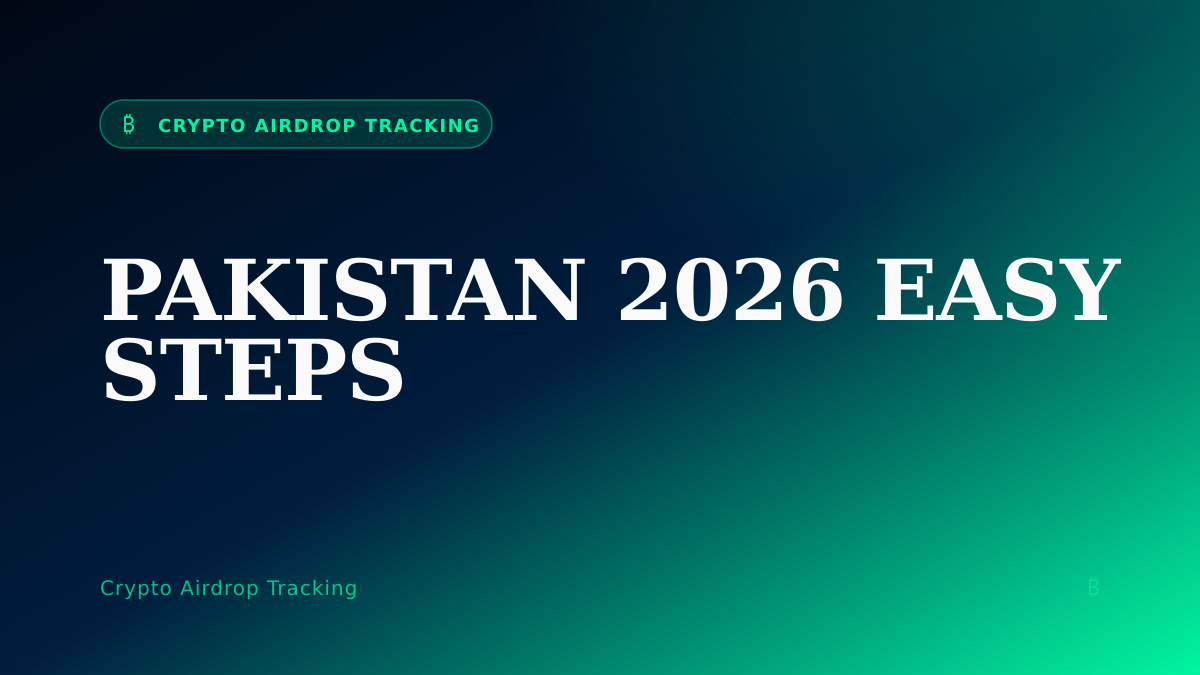 ₿ CRYPTO AIRDROP TRACKING
PAKISTAN 2026 EASY
STEPS
Crypto Airdrop Tracking
₿